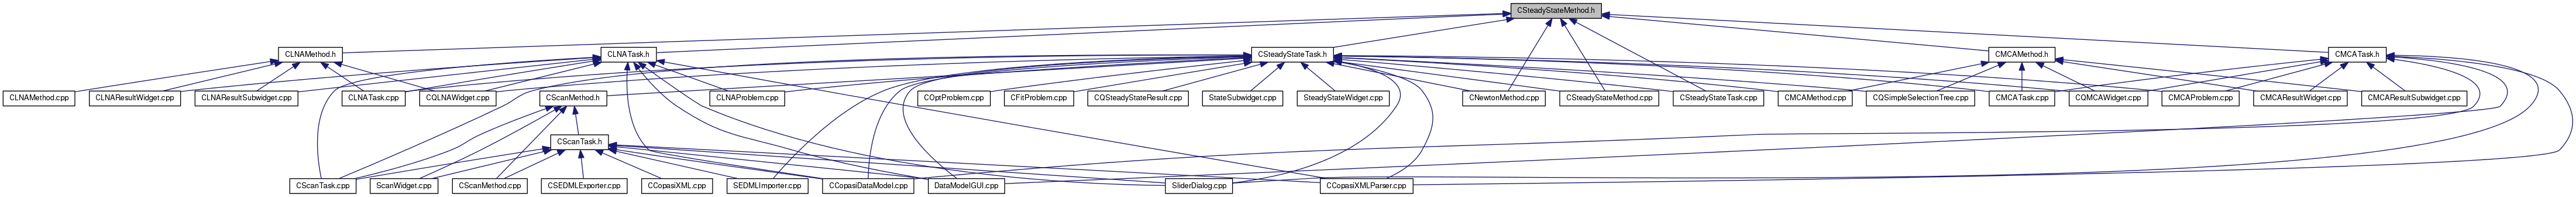 CSteadyStateMethod.h
CLNAMethod.h
CLNATask.h
CSteadyStateTask.h
CMCAMethod.h
CMCATask.h
CLNAMethod.cpp
CLNAResultWidget.cpp
CLNAResultSubwidget.cpp
CLNATask.cpp
CQLNAWidget.cpp
CScanMethod.h
CLNAProblem.cpp
COptProblem.cpp
CFitProblem.cpp
CQSteadyStateResult.cpp
StateSubwidget.cpp
SteadyStateWidget.cpp
CNewtonMethod.cpp
CSteadyStateMethod.cpp
CSteadyStateTask.cpp
CMCAMethod.cpp
CQSimpleSelectionTree.cpp
CMCATask.cpp
CQMCAWidget.cpp
CMCAProblem.cpp
CMCAResultWidget.cpp
CMCAResultSubwidget.cpp
CScanTask.h
CScanTask.cpp
ScanWidget.cpp
CScanMethod.cpp
CSEDMLExporter.cpp
CCopasiXML.cpp
SEDMLImporter.cpp
CCopasiDataModel.cpp
DataModelGUI.cpp
SliderDialog.cpp
CCopasiXMLParser.cpp